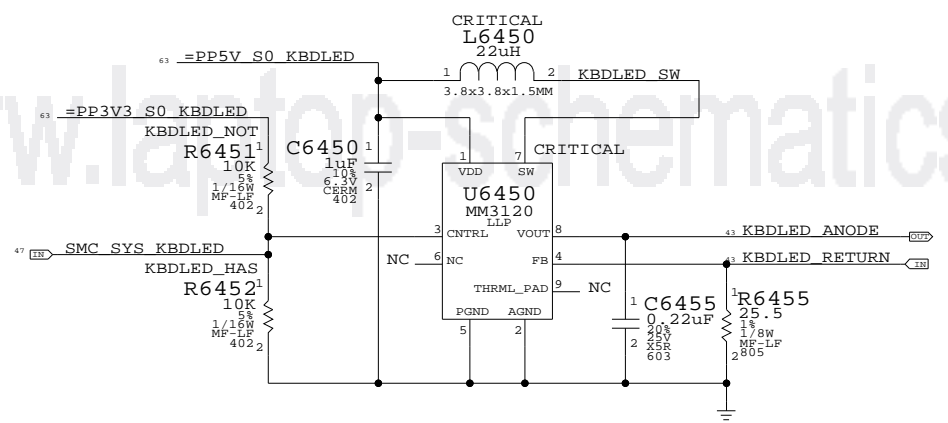 CRITICAL
L6450
22uH
1 2
3.8x3.8x1.5MM
KBDLED_SW
63 =PP5V_S0_KBDLED
63 =PP3V3_S0_KBDLED
www.laptop-schematics
KBDLED_NOT
R6451
1
10K
5%
1/16W
MF-LF
402
2
C6450
1
1uF
10%
6.3V
CERM
402
2
1 7
CRITICAL
VDD SW
U6450
MM3120
LLP
3 CNTRL VOUT 8
6 NC FB 4
NC
THRML_PAD 9 NC
PGND AGND
5 2
47 IN SMC_SYS_KBDLED
KBDLED_HAS
R6452
1
10K
5%
1/16W
MF-LF
402
2
43 KBDLED_ANODE OUT
43 KBDLED_RETURN IN
C6455
1
0.22uF
20%
25V
X5R
603
2
R6455
1
25.5
1%
1/8W
MF-LF
805
2